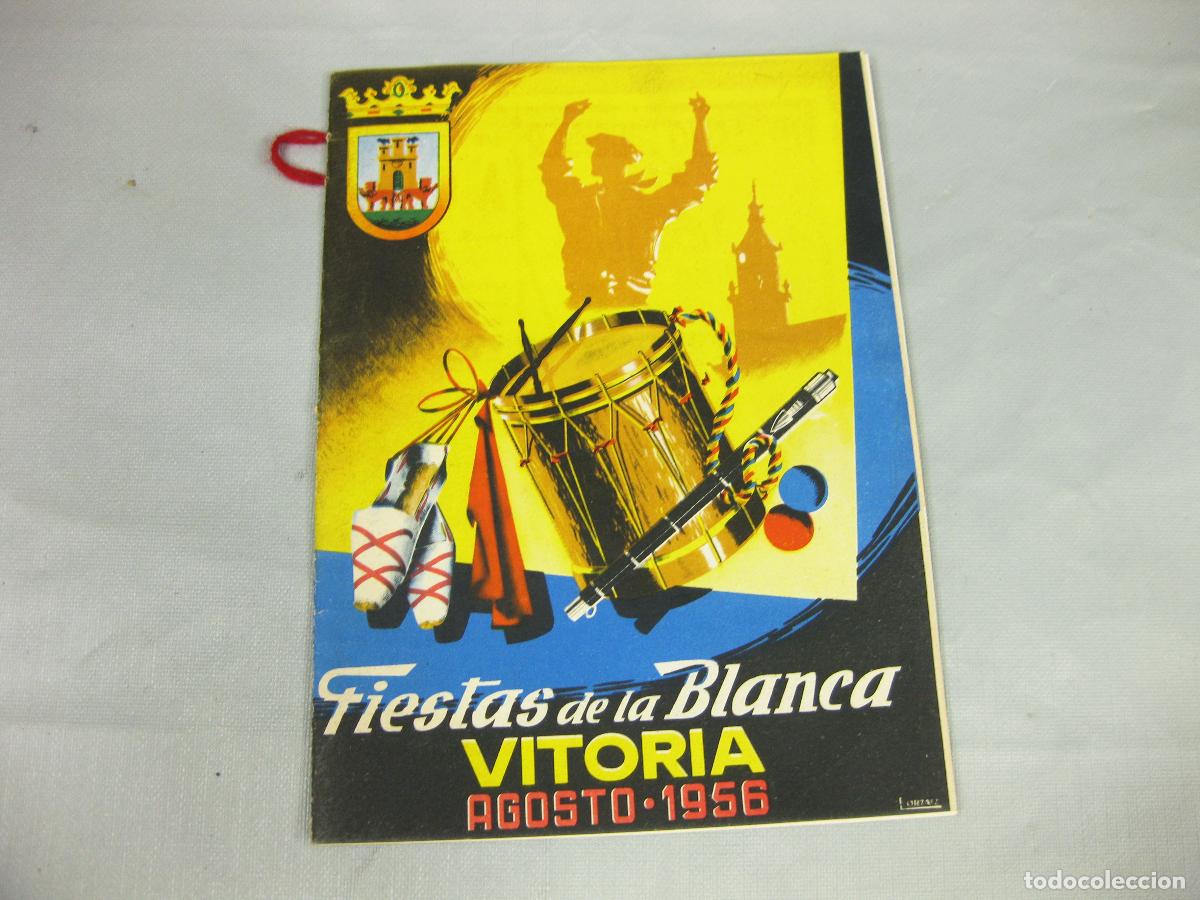 Fiestas de la Blanca
VITORIA
AGOSTO · 1956
todocoleccion